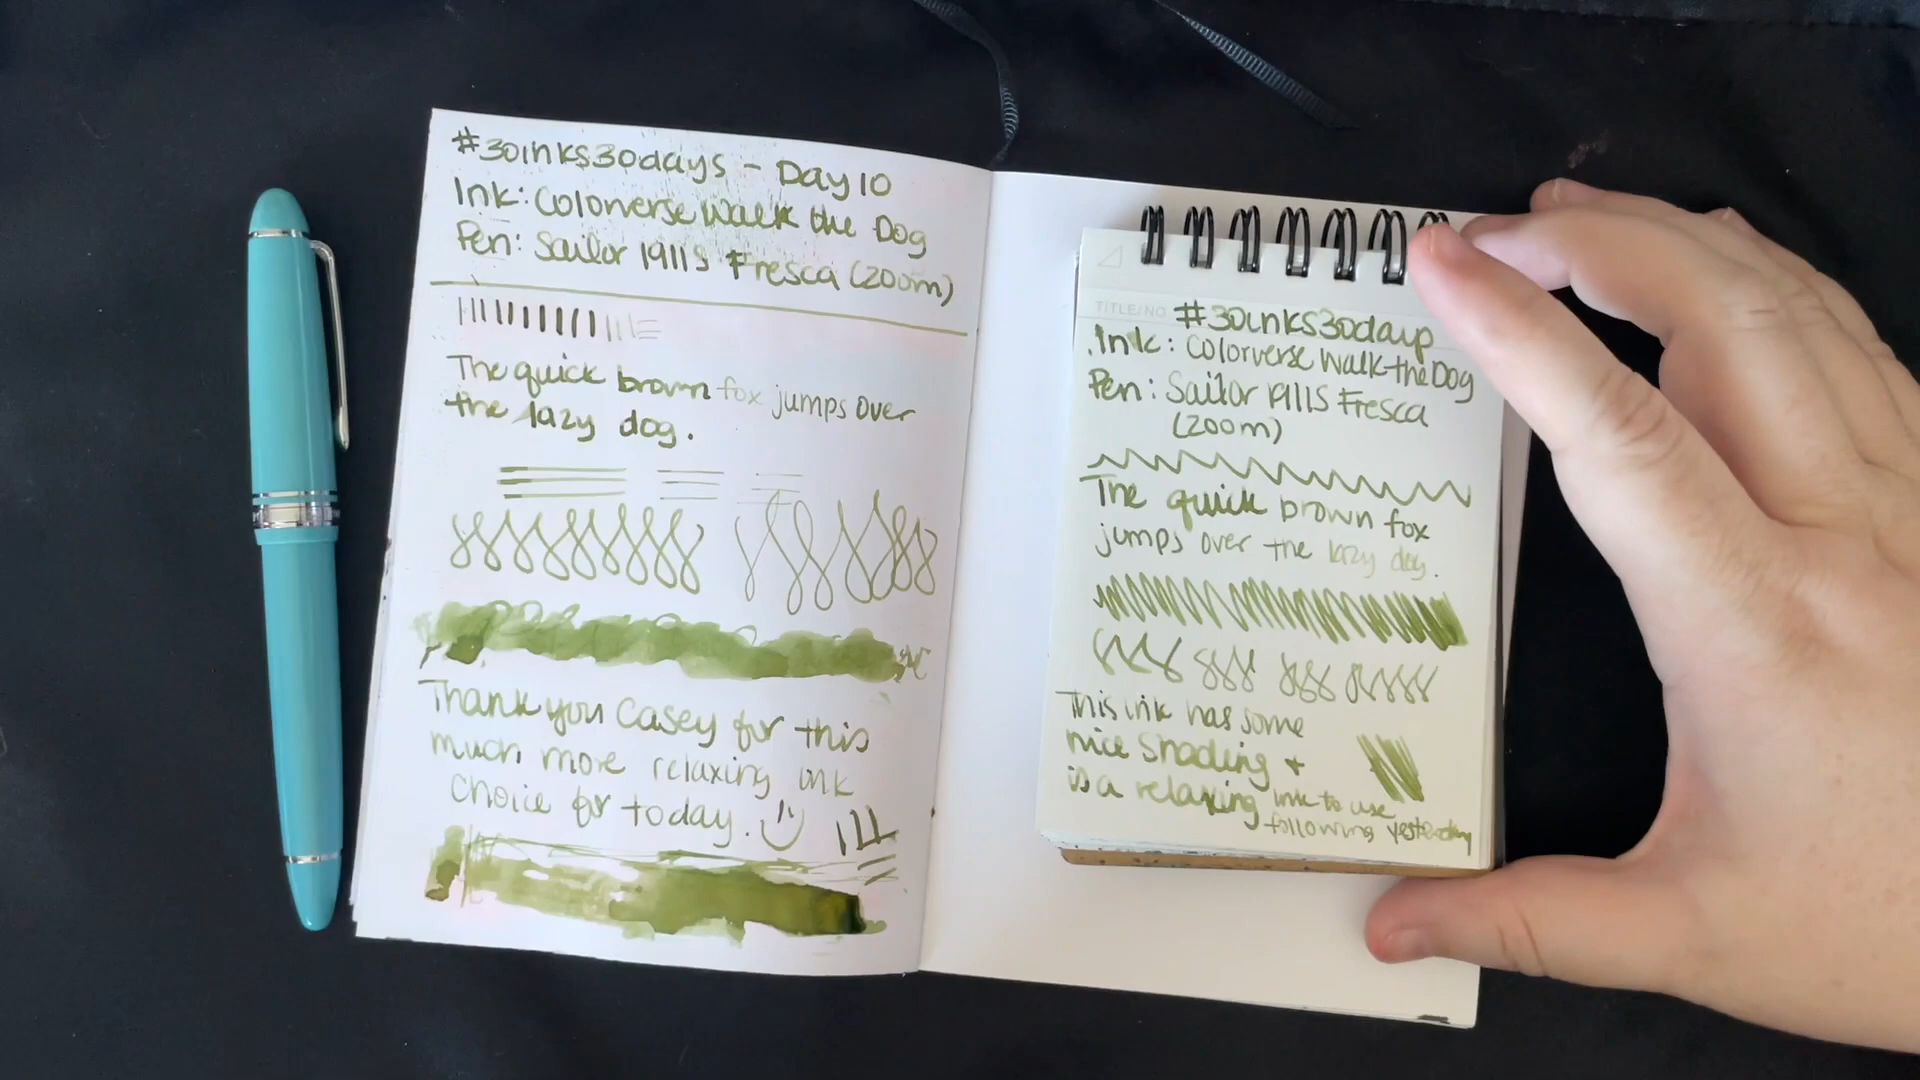 #30inks30days - Day 10
Ink: Colorverse Walk the Dog
Pen: Sailor 1911S Fresca (zoom)
The quick brown fox jumps over
the lazy dog.
Thank you Casey for this
much more relaxing ink
choice for today.
TITLE/NO.
#30inks30days
Ink: Colorverse Walk the Dog
Pen: Sailor 1911S Fresca
(zoom)
The quick brown fox
jumps over the lazy dog.
This ink has some
nice shading +
is a relaxing ink to use
following yesterday